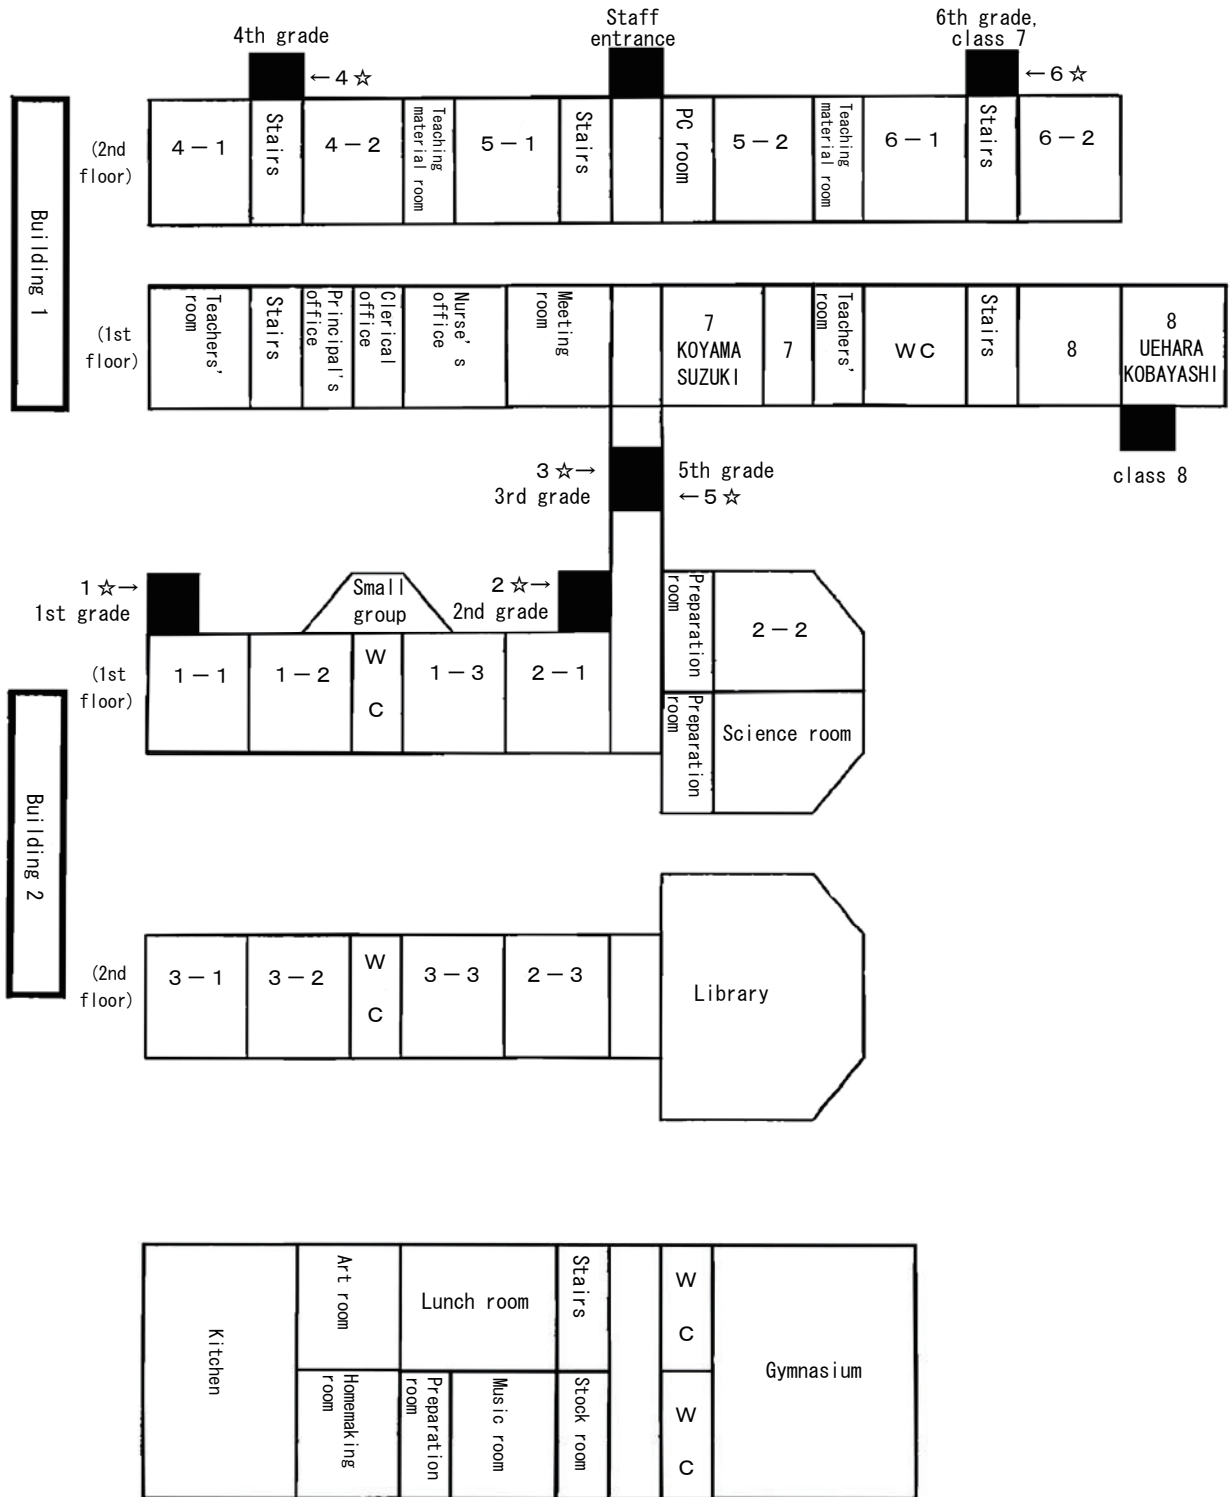 4th grade
Staff
entrance
6th grade,
class 7
←4☆
←6☆
Building 1
(2nd
floor)
4－1
Stairs
4－2
Teaching
material room
5－1
Stairs
PC room
5－2
Teaching
material room
6－1
Stairs
6－2
(1st
floor)
Teachers'
room
Stairs
Principal's
office
Clerical
office
Nurse's
office
Meeting
room
7
KOYAMA
SUZUKI
7
Teachers'
room
WC
Stairs
8
8
UEHARA
KOBAYASHI
3☆→
3rd grade
5th grade
←5☆
class 8
1☆→
1st grade
Small
group
2☆→
2nd grade
Building 2
(1st
floor)
1－1
1－2
W
C
1－3
2－1
Preparation
room
2－2
Preparation
room
Science room
(2nd
floor)
3－1
3－2
W
C
3－3
2－3
Library
Kitchen
Art room
Lunch room
Stairs
W
C
Gymnasium
Homemaking
room
Preparation
room
Music room
Stock room
W
C